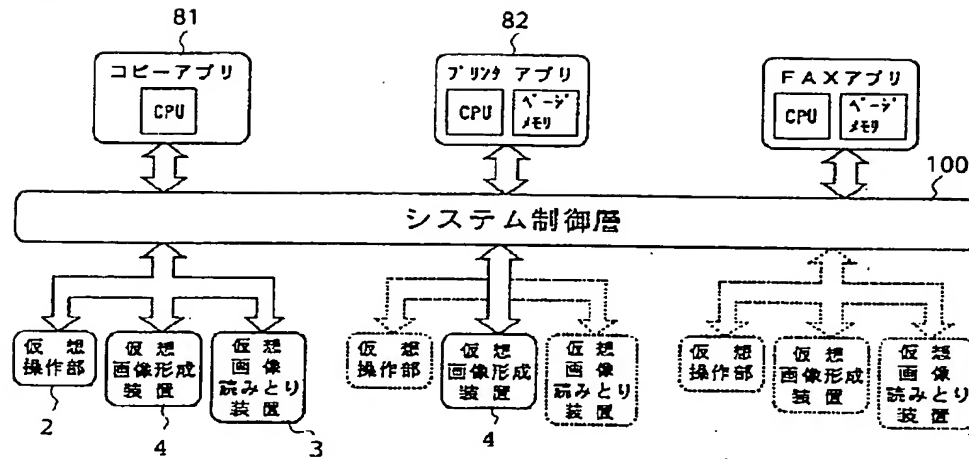 81
82
コピーアプリ
CPU
プリンタ アプリ
CPU
ページ
メモリ
FAXアプリ
CPU
ページ
メモリ
100
システム制御層
仮想
操作部
仮想
画像形成
装置
仮想
画像
読みとり
装置
仮想
操作部
仮想
画像形成
装置
仮想
画像
読みとり
装置
仮想
操作部
仮想
画像形成
装置
仮想
画像
読みとり
装置
2
4
3
4